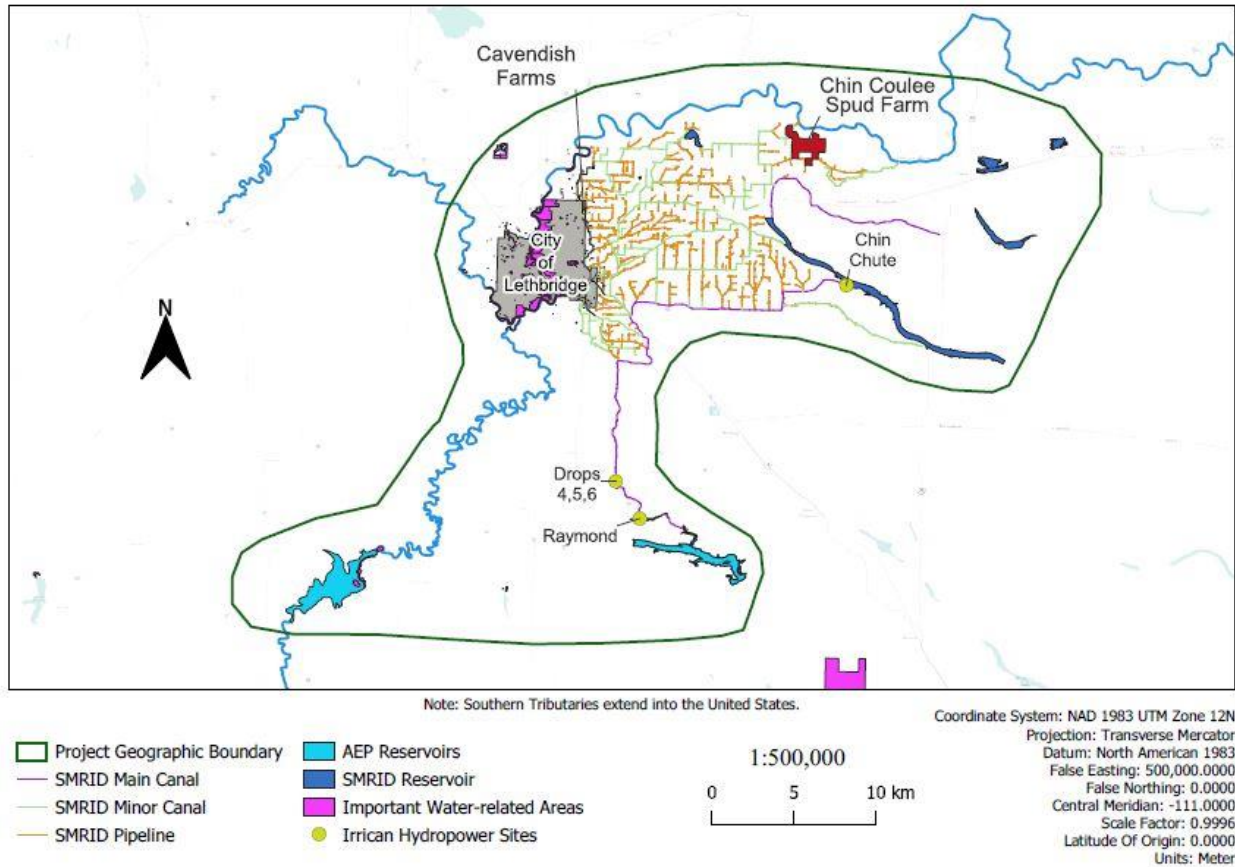 Cavendish
Farms
Chin Coulee
Spud Farm
City
of
Lethbridge
Chin
Chute
N
Drops
4,5,6
Raymond
Note: Southern Tributaries extend into the United States.
Project Geographic Boundary
SMRID Main Canal
SMRID Minor Canal
SMRID Pipeline
AEP Reservoirs
SMRID Reservoir
Important Water-related Areas
Irrican Hydropower Sites
1:500,000
0 5 10 km
Coordinate System: NAD 1983 UTM Zone 12N
Projection: Transverse Mercator
Datum: North American 1983
False Easting: 500,000.0000
False Northing: 0.0000
Central Meridian: -111.0000
Scale Factor: 0.9996
Latitude Of Origin: 0.0000
Units: Meter